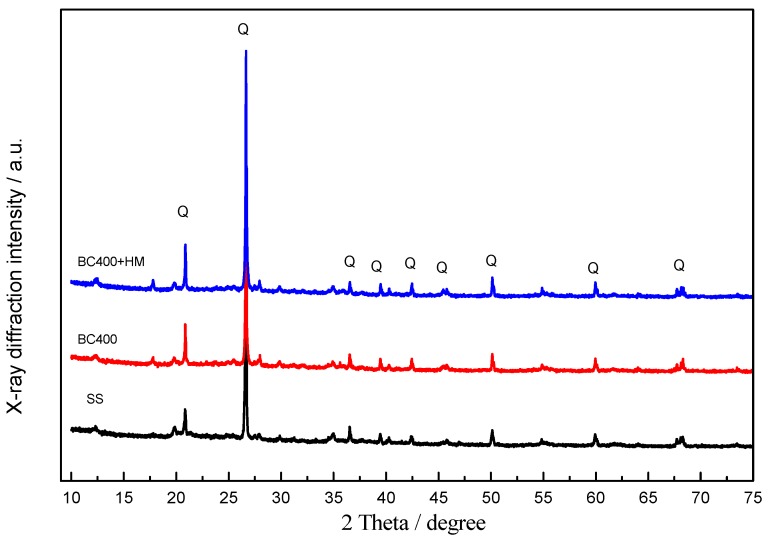 Q
Q
BC400+HM
Q Q Q Q Q Q Q
BC400
SS
10 15 20 25 30 35 40 45 50 55 60 65 70 75
2 Theta / degree
X-ray diffraction intensity / a.u.